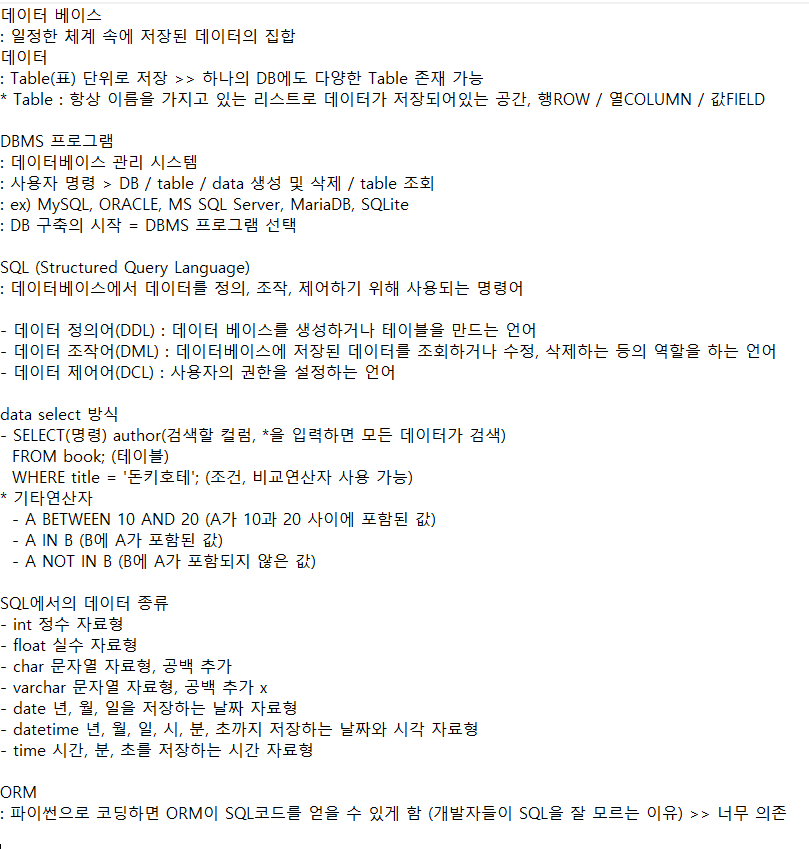 데이터 베이스
: 일정한 체계 속에 저장된 데이터의 집합
데이터
: Table(표) 단위로 저장 >> 하나의 DB에도 다양한 Table 존재 가능
* Table : 항상 이름을 가지고 있는 리스트로 데이터가 저장되어있는 공간, 행ROW / 열COLUMN / 값FIELD
DBMS 프로그램
: 데이터베이스 관리 시스템
: 사용자 명령 > DB / table / data 생성 및 삭제 / table 조회
: ex) MySQL, ORACLE, MS SQL Server, MariaDB, SQLite
: DB 구축의 시작 = DBMS 프로그램 선택
SQL (Structured Query Language)
: 데이터베이스에서 데이터를 정의, 조작, 제어하기 위해 사용되는 명령어
- 데이터 정의어(DDL) : 데이터 베이스를 생성하거나 테이블을 만드는 언어
- 데이터 조작어(DML) : 데이터베이스에 저장된 데이터를 조회하거나 수정, 삭제하는 등의 역할을 하는 언어
- 데이터 제어어(DCL) : 사용자의 권한을 설정하는 언어
data select 방식
- SELECT(명령) author(검색할 컬럼, *을 입력하면 모든 데이터가 검색)
FROM book; (테이블)
WHERE title = '돈키호테'; (조건, 비교연산자 사용 가능)
* 기타연산자
- A BETWEEN 10 AND 20 (A가 10과 20 사이에 포함된 값)
- A IN B (B에 A가 포함된 값)
- A NOT IN B (B에 A가 포함되지 않은 값)
SQL에서의 데이터 종류
- int 정수 자료형
- float 실수 자료형
- char 문자열 자료형, 공백 추가
- varchar 문자열 자료형, 공백 추가 x
- date 년, 월, 일을 저장하는 날짜 자료형
- datetime 년, 월, 일, 시, 분, 초까지 저장하는 날짜와 시각 자료형
- time 시간, 분, 초를 저장하는 시간 자료형
ORM
: 파이썬으로 코딩하면 ORM이 SQL코드를 얻을 수 있게 함 (개발자들이 SQL을 잘 모르는 이유) >> 너무 의존